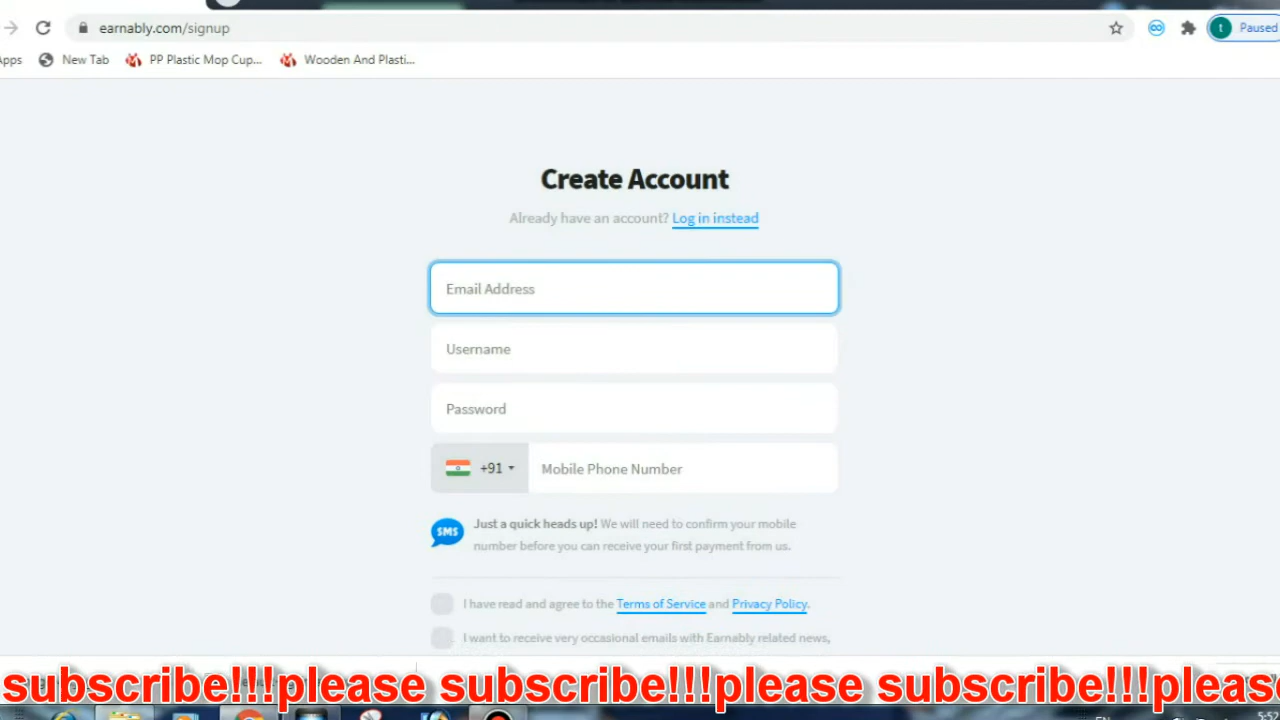 earnably.com/signup
Paused
Apps New Tab PP Plastic Mop Cup... Wooden And Plasti...
Create Account
Already have an account? Log in instead
Email Address
Username
Password
+91 Mobile Phone Number
SMS Just a quick heads up! We will need to confirm your mobile
number before you can receive your first payment from us.
I have read and agree to the Terms of Service and Privacy Policy.
I want to receive very occasional emails with Earnably related news,
subscribe!!!please subscribe!!!please subscribe!!!please